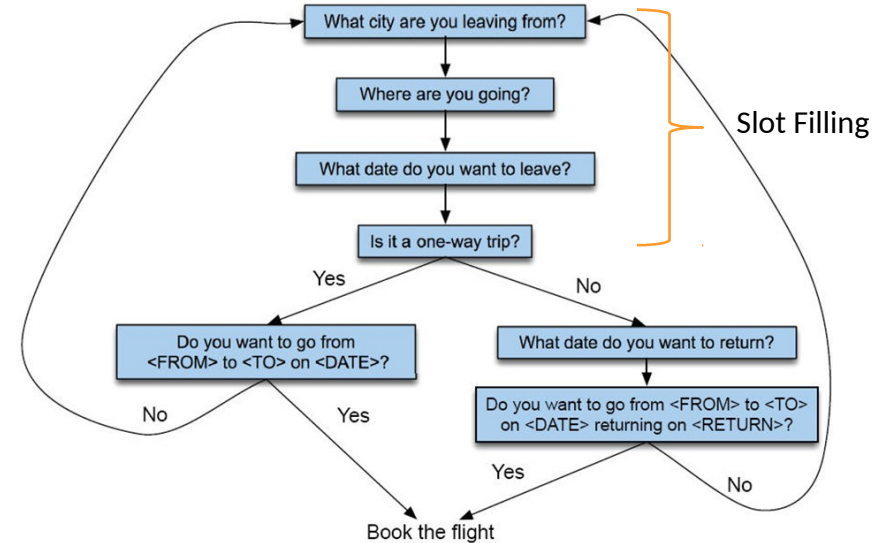 What city are you leaving from?
Where are you going?
Slot Filling
What date do you want to leave?
Is it a one-way trip?
Yes
No
Do you want to go from
<FROM> to <TO> on <DATE>?
What date do you want to return?
Do you want to go from <FROM> to <TO>
on <DATE> returning on <RETURN>?
No
Yes
Yes
No
Book the flight